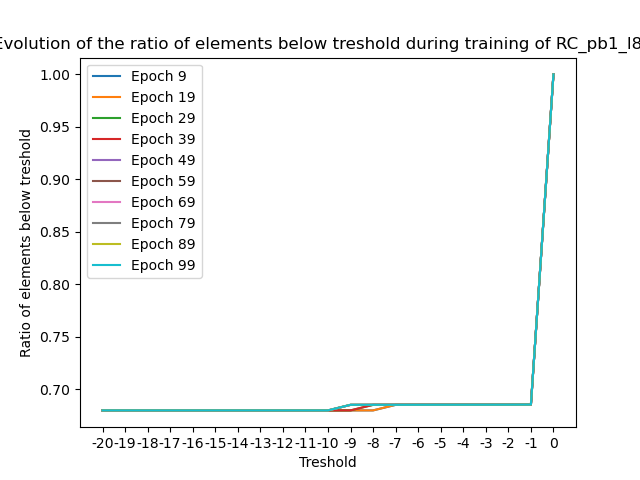 Evolution of the ratio of elements below treshold during training of RC_pb1_l8
Ratio of elements below treshold
1.00
0.95
0.90
0.85
0.80
0.75
0.70
Epoch 9
Epoch 19
Epoch 29
Epoch 39
Epoch 49
Epoch 59
Epoch 69
Epoch 79
Epoch 89
Epoch 99
-20 -19 -18 -17 -16 -15 -14 -13 -12 -11 -10 -9 -8 -7 -6 -5 -4 -3 -2 -1 0
Treshold